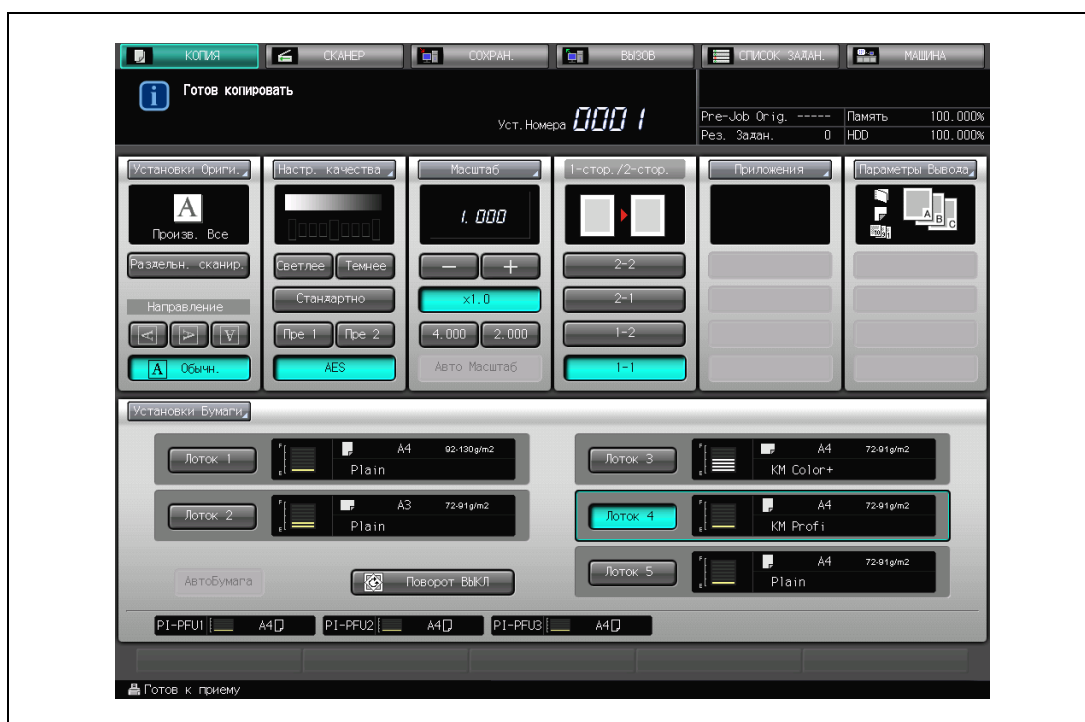 КОПИЯ СКАНЕР СОХРАН. ВЫЗОВ СПИСОК ЗАДАН. МАШИНА
Готов копировать
Уст.Номера 0001
Pre-Job Orig. ----- Память 100.000%
Рез. Задан. 0 HDD 100.000%
Установки Ориги. Настр. качества Масштаб 1-стор./2-стор. Приложения Параметры Вывода
A
Произв. Все
1.000
A B C
Раздельн. сканир. Светлее Темнее − + 2-2
Направление Стандартно x1.0 2-1
A A A Пре 1 Пре 2 4.000 2.000 1-2
A Обычн. AES Авто Масштаб 1-1
Установки Бумаги
Лоток 1 F E A4 92-130g/m2 Plain
Лоток 2 F E A3 72-91g/m2 Plain
Лоток 3 F E A4 72-91g/m2 KM Color+
Лоток 4 F E A4 72-91g/m2 KM Profi
Лоток 5 F E A4 72-91g/m2 Plain
АвтоБумага Поворот ВЫКЛ
PI-PFU1 A4 PI-PFU2 A4 PI-PFU3 A4
Готов к приему